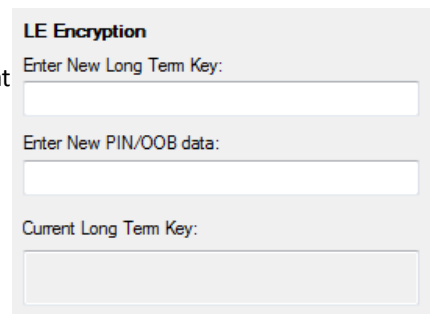 LE Encryption
Enter New Long Term Key:
Enter New PIN/OOB data:
Current Long Term Key: